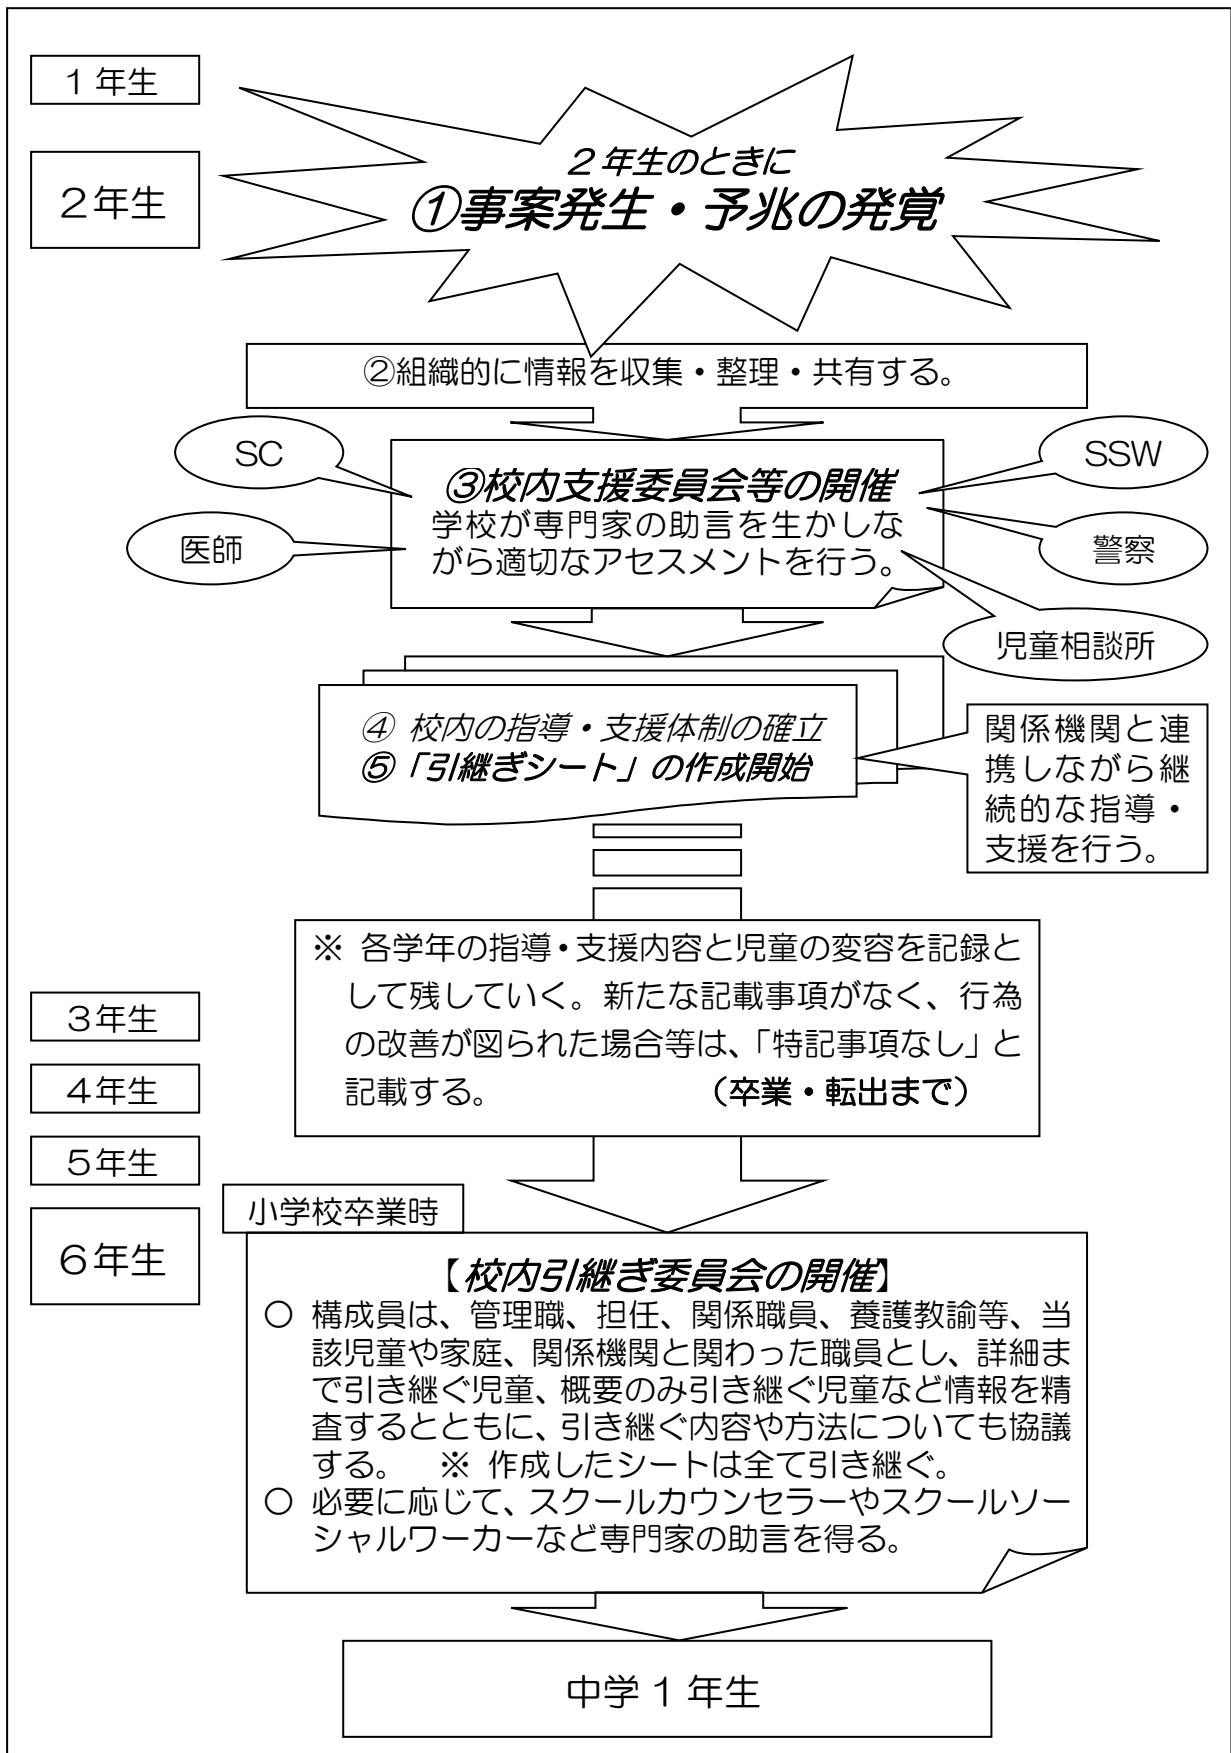 1年生
2年生のときに
2年生
①事案発生・予兆の発覚
②組織的に情報を収集・整理・共有する。
SC
SSW
③校内支援委員会等の開催
学校が専門家の助言を生かしな
がら適切なアセスメントを行う。
医師
警察
児童相談所
④ 校内の指導・支援体制の確立
⑤「引継ぎシート」の作成開始
関係機関と連
携しながら継
続的な指導・
支援を行う。
※ 各学年の指導・支援内容と児童の変容を記録と
して残していく。新たな記載事項がなく、行為
の改善が図られた場合等は、「特記事項なし」と
記載する。 （卒業・転出まで）
3年生
4年生
5年生
6年生
小学校卒業時
【校内引継ぎ委員会の開催】
○ 構成員は、管理職、担任、関係職員、養護教諭等、当
該児童や家庭、関係機関と関わった職員とし、詳細ま
で引き継ぐ児童、概要のみ引き継ぐ児童など情報を精
査するとともに、引き継ぐ内容や方法についても協議
する。 ※ 作成したシートは全て引き継ぐ。
○ 必要に応じて、スクールカウンセラーやスクールソー
シャルワーカーなど専門家の助言を得る。
中学1年生